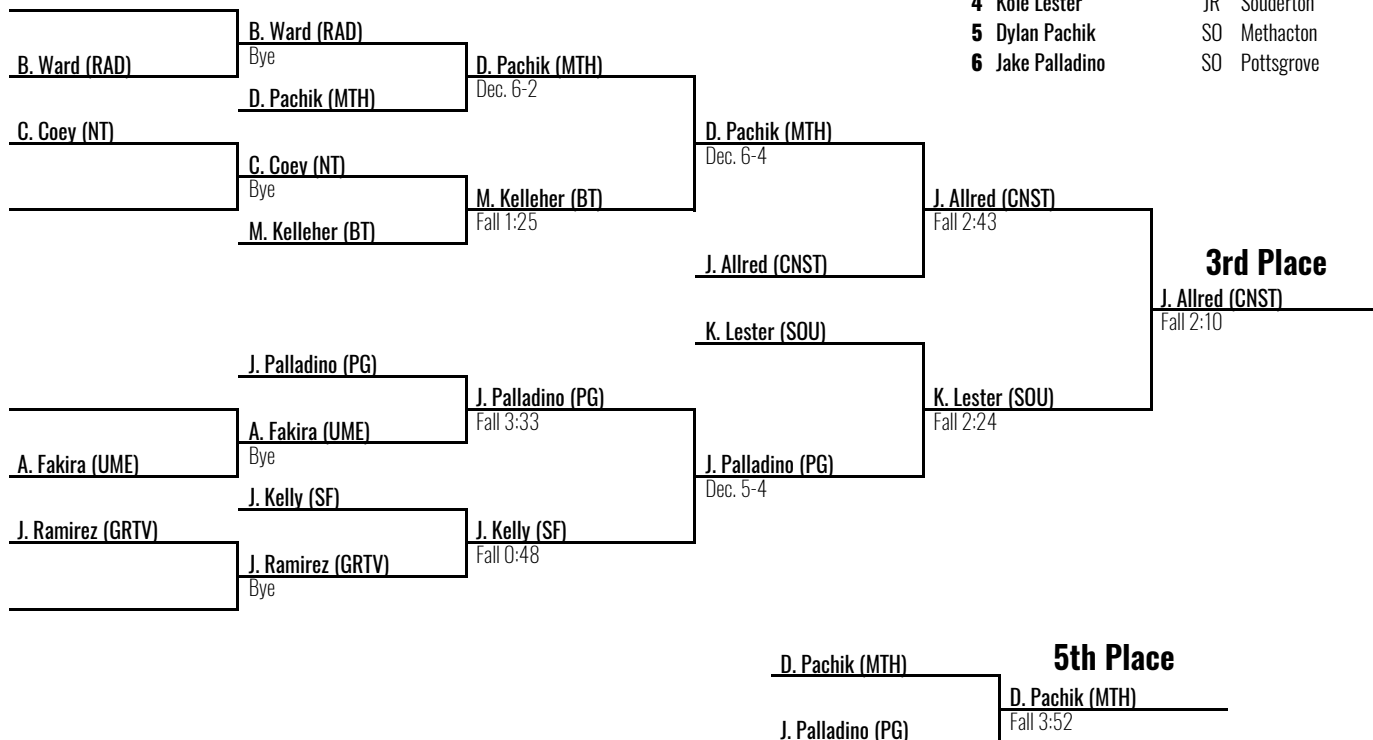 4 Kole Lester JR Souderton
5 Dylan Pachik SO Methacton
6 Jake Palladino SO Pottsgrove
B. Ward (RAD)
Bye
B. Ward (RAD)
D. Pachik (MTH)
Dec. 6-2
D. Pachik (MTH)
C. Coey (NT)
D. Pachik (MTH)
Dec. 6-4
C. Coey (NT)
Bye
M. Kelleher (BT)
Fall 1:25
J. Allred (CNST)
Fall 2:43
M. Kelleher (BT)
J. Allred (CNST)
3rd Place
J. Allred (CNST)
Fall 2:10
K. Lester (SOU)
J. Palladino (PG)
J. Palladino (PG)
Fall 3:33
K. Lester (SOU)
Fall 2:24
A. Fakira (UME)
Bye
A. Fakira (UME)
J. Palladino (PG)
Dec. 5-4
J. Kelly (SF)
J. Ramirez (GRTV)
J. Kelly (SF)
Fall 0:48
J. Ramirez (GRTV)
Bye
5th Place
D. Pachik (MTH)
D. Pachik (MTH)
Fall 3:52
J. Palladino (PG)